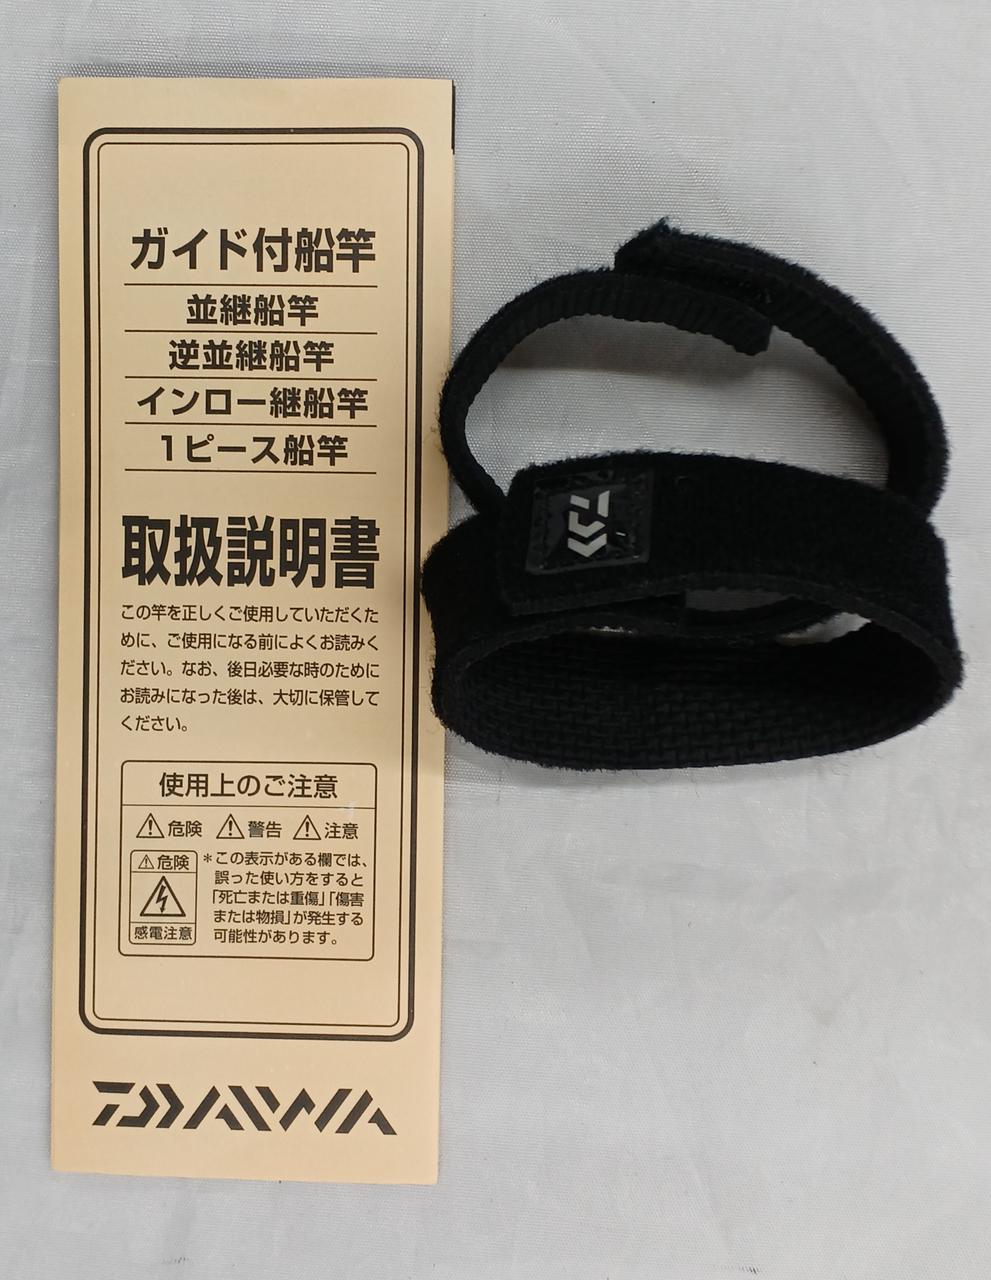 ガイド付船竿
並継船竿
逆並継船竿
インロー継船竿
1ピース船竿
取扱説明書
この竿を正しくご使用していただくた
めに、ご使用になる前によくお読みく
ださい。なお、後日必要な時のために
お読みになった後は、大切に保管して
ください。
使用上のご注意
⚠危険 ⚠警告 ⚠注意
⚠危険
感電注意
＊この表示がある欄では、
誤った使い方をすると
「死亡または重傷」「傷害
または物損」が発生する
可能性があります。
DAIWA